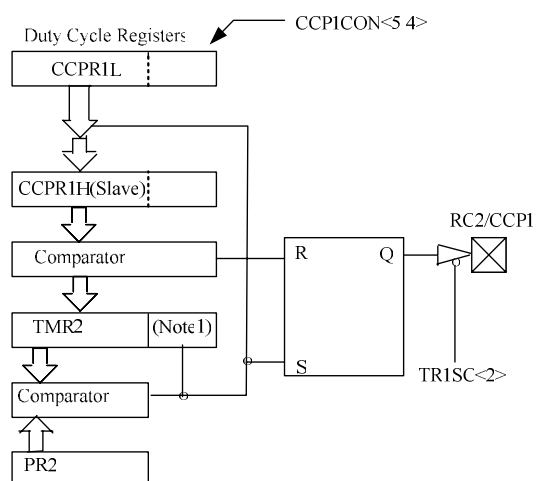 CCP1CON<5 4>
Duty Cycle Registers
CCPR1L
CCPR1H(Slave)
RC2/CCP1
Comparator
R
Q
TMR2
(Note1)
S
TR1SC<2>
Comparator
PR2